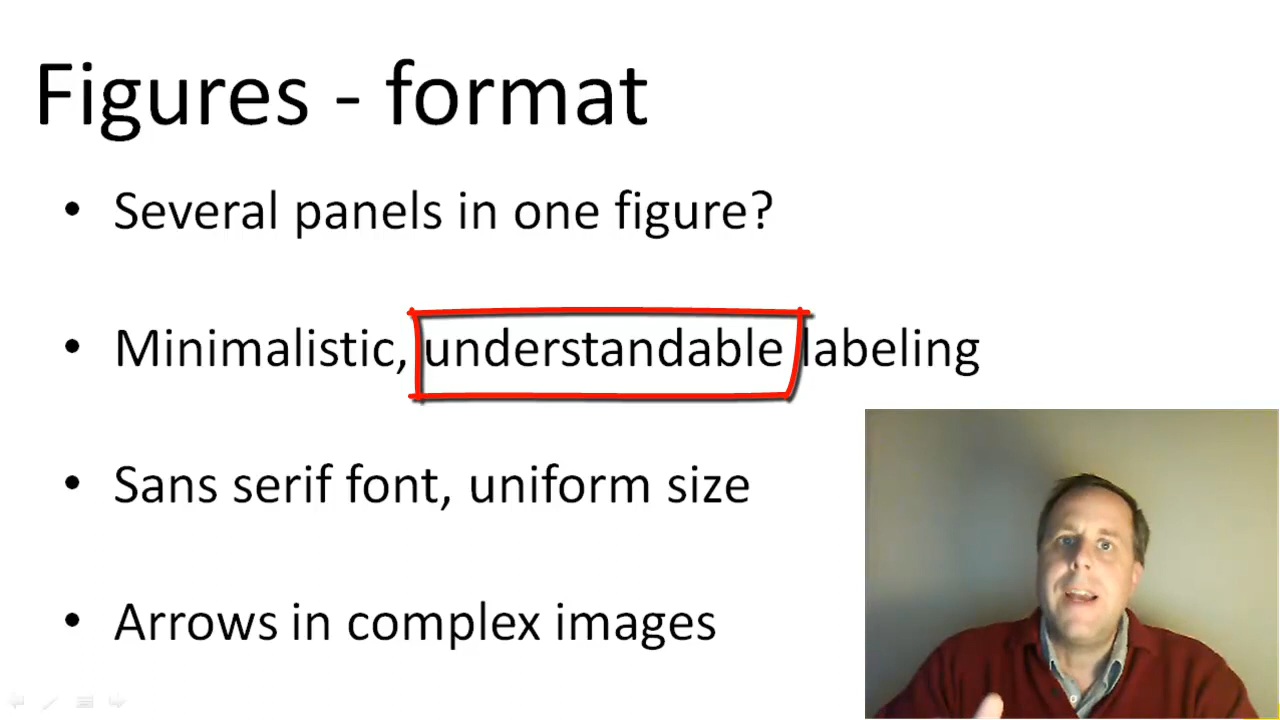 Figures - format
• Several panels in one figure?
• Minimalistic, understandable labeling
• Sans serif font, uniform size
• Arrows in complex images